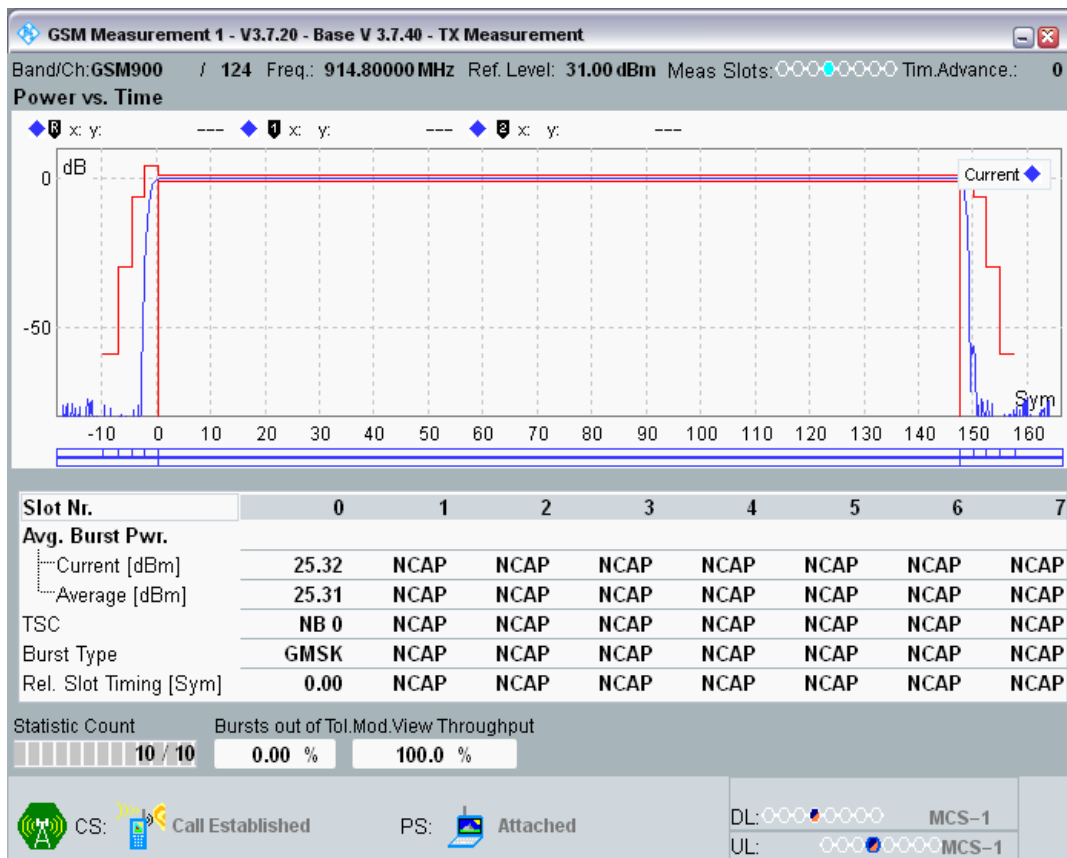 GSM Measurement 1 - V3.7.20 - Base V 3.7.40 - TX Measurement
Band/Ch:GSM900 / 124 Freq.: 914.80000 MHz Ref. Level: 31.00 dBm Meas Slots: Tim.Advance.: 0
Power vs. Time
R x: y: --- 1 x: y: --- 2 x: y: ---
dB
Current
0
-50
Sym
-10 0 10 20 30 40 50 60 70 80 90 100 110 120 130 140 150 160
Slot Nr. 0 1 2 3 4 5 6 7
Avg. Burst Pwr.
Current [dBm] 25.32 NCAP NCAP NCAP NCAP NCAP NCAP NCAP
Average [dBm] 25.31 NCAP NCAP NCAP NCAP NCAP NCAP NCAP
TSC NB 0 NCAP NCAP NCAP NCAP NCAP NCAP NCAP
Burst Type GMSK NCAP NCAP NCAP NCAP NCAP NCAP NCAP
Rel. Slot Timing [Sym] 0.00 NCAP NCAP NCAP NCAP NCAP NCAP NCAP
Statistic Count Bursts out of Tol.Mod.View Throughput
10 / 10 0.00 % 100.0 %
CS: Call Established PS: Attached
DL: MCS-1
UL: MCS-1